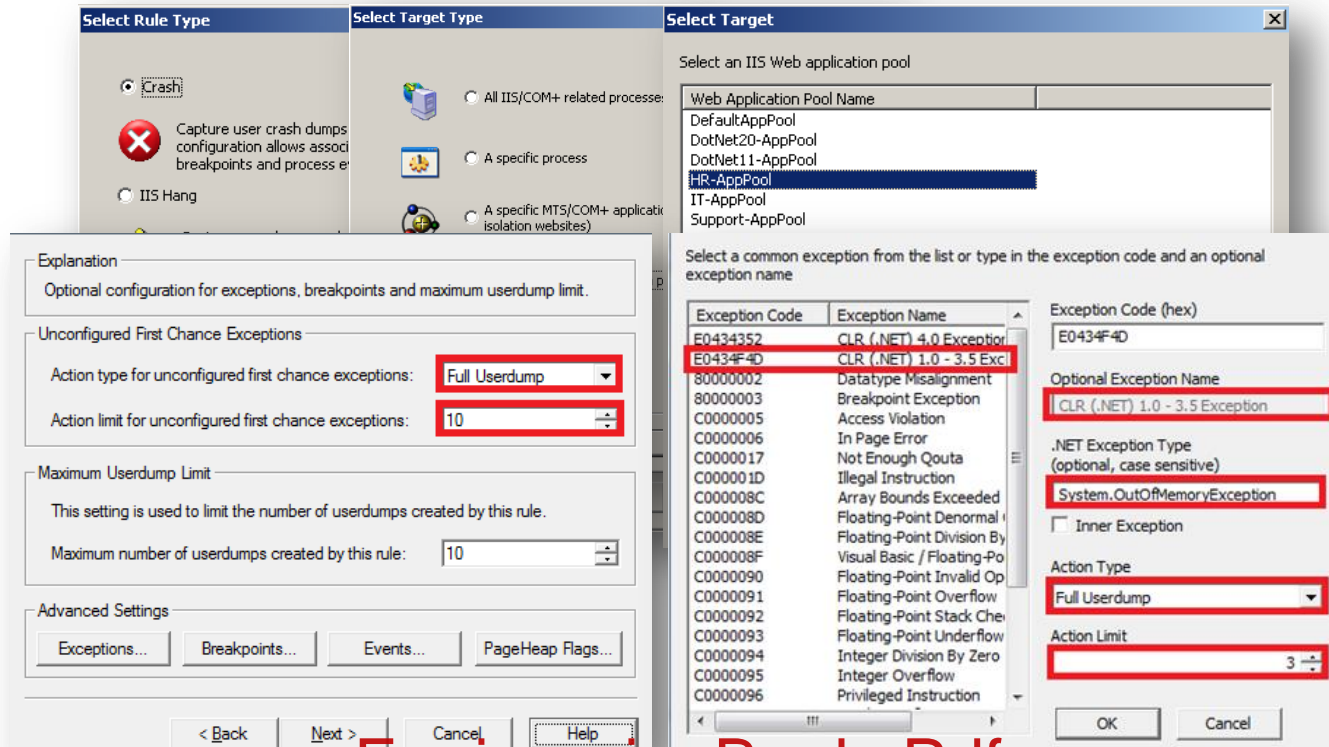 Select Rule Type
Crash
Capture user crash dumps
configuration allows associ
breakpoints and process e
IIS Hang
Select Target Type
All IIS/COM+ related processes
A specific process
A specific MTS/COM+ applicatio
isolation websites)
Select Target
Select an IIS Web application pool
Web Application Pool Name
DefaultAppPool
DotNet20-AppPool
DotNet11-AppPool
HR-AppPool
IT-AppPool
Support-AppPool
Explanation
Optional configuration for exceptions, breakpoints and maximum userdump limit.
Unconfigured First Chance Exceptions
Action type for unconfigured first chance exceptions: Full Userdump
Action limit for unconfigured first chance exceptions: 10
Maximum Userdump Limit
This setting is used to limit the number of userdumps created by this rule.
Maximum number of userdumps created by this rule: 10
Advanced Settings
Exceptions... Breakpoints... Events... PageHeap Flags...
< Back Next > Cancel Help
Select a common exception from the list or type in the exception code and an optional
exception name
Exception Code Exception Name
E0434352 CLR (.NET) 4.0 Exception
E0434F4D CLR (.NET) 1.0 - 3.5 Exc
80000002 Datatype Misalignment
80000003 Breakpoint Exception
C0000005 Access Violation
C0000006 In Page Error
C0000017 Not Enough Qouta
C000001D Illegal Instruction
C000008C Array Bounds Exceeded
C000008D Floating-Point Denormal
C000008E Floating-Point Division By
C000008F Visual Basic / Floating-Po
C0000090 Floating-Point Invalid Op
C0000091 Floating-Point Overflow
C0000092 Floating-Point Stack Che
C0000093 Floating-Point Underflow
C0000094 Integer Division By Zero
C0000095 Integer Overflow
C0000096 Privileged Instruction
Exception Code (hex)
E0434F4D
Optional Exception Name
CLR (.NET) 1.0 - 3.5 Exception
.NET Exception Type
(optional, case sensitive)
System.OutOfMemoryException
Inner Exception
Action Type
Full Userdump
Action Limit
3
OK Cancel